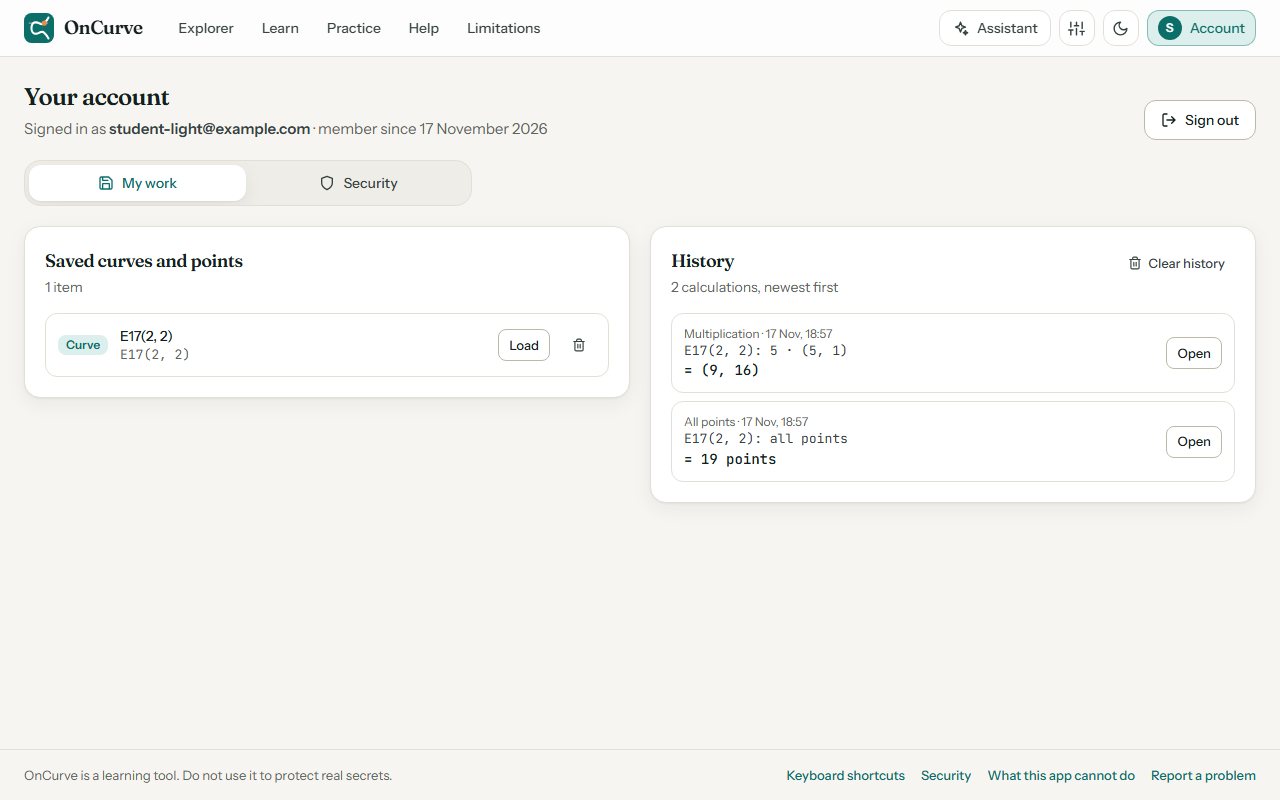 OnCurve
Explorer
Learn
Practice
Help
Limitations
Assistant
S
Account
Your account
Signed in as student-light@example.com · member since 17 November 2026
Sign out
My work
Security
Saved curves and points
1 item
Curve
E17(2, 2)
E17(2, 2)
Load
History
2 calculations, newest first
Clear history
Multiplication · 17 Nov, 18:57
E17(2, 2): 5 · (5, 1)
= (9, 16)
Open
All points · 17 Nov, 18:57
E17(2, 2): all points
= 19 points
Open
OnCurve is a learning tool. Do not use it to protect real secrets.
Keyboard shortcuts
Security
What this app cannot do
Report a problem